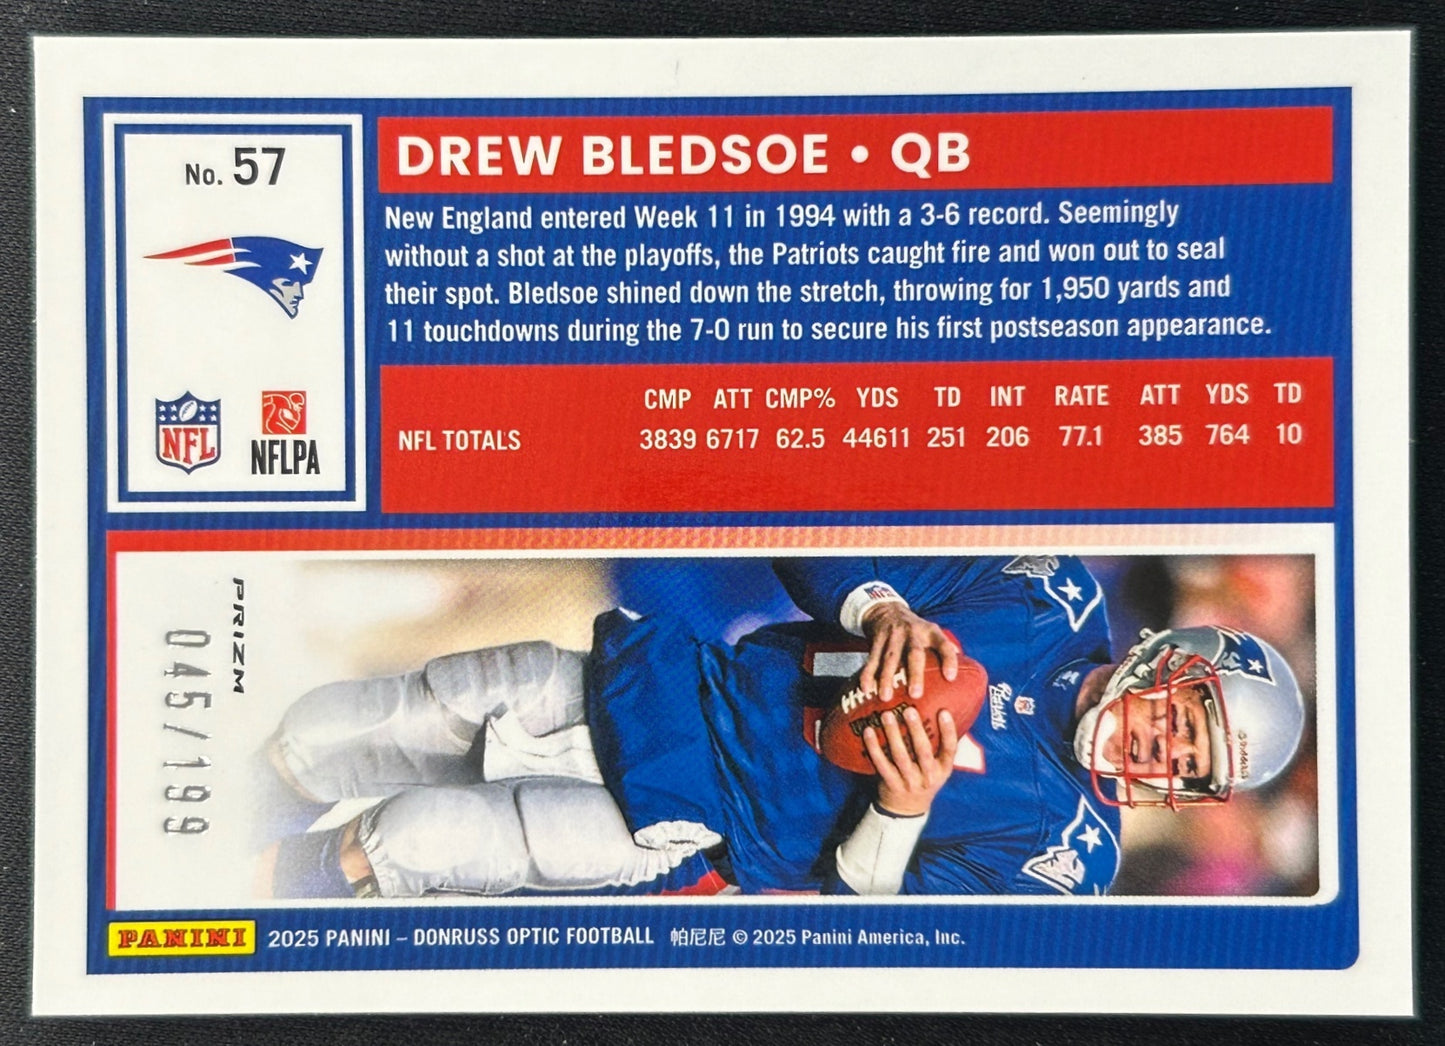 No. 57
NFL
NFLPA
DREW BLEDSOE • QB
New England entered Week 11 in 1994 with a 3-6 record. Seemingly
without a shot at the playoffs, the Patriots caught fire and won out to seal
their spot. Bledsoe shined down the stretch, throwing for 1,950 yards and
11 touchdowns during the 7-0 run to secure his first postseason appearance.
CMP ATT CMP% YDS TD INT RATE ATT YDS TD
NFL TOTALS 3839 6717 62.5 44611 251 206 77.1 385 764 10
PRIZM
045/199
Patriots
PANINI 2025 PANINI – DONRUSS OPTIC FOOTBALL 帕尼尼 © 2025 Panini America, Inc.